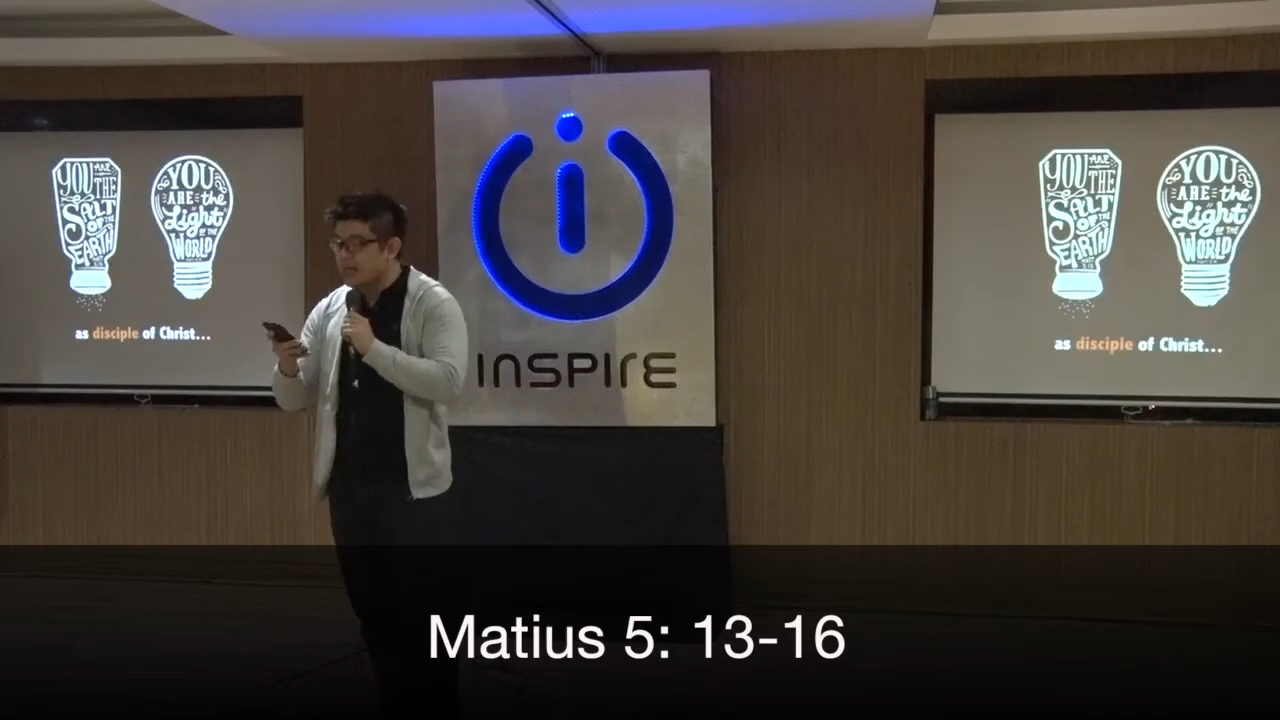 YOU ARE
THE
SALT
OF THE
EARTH
YOU
ARE the
Light
OF THE
WORLD
as disciple of Christ...
i
INSPIRE
YOU ARE
THE
SALT
OF THE
EARTH
YOU
ARE the
Light
OF THE
WORLD
as disciple of Christ...
Matius 5: 13-16